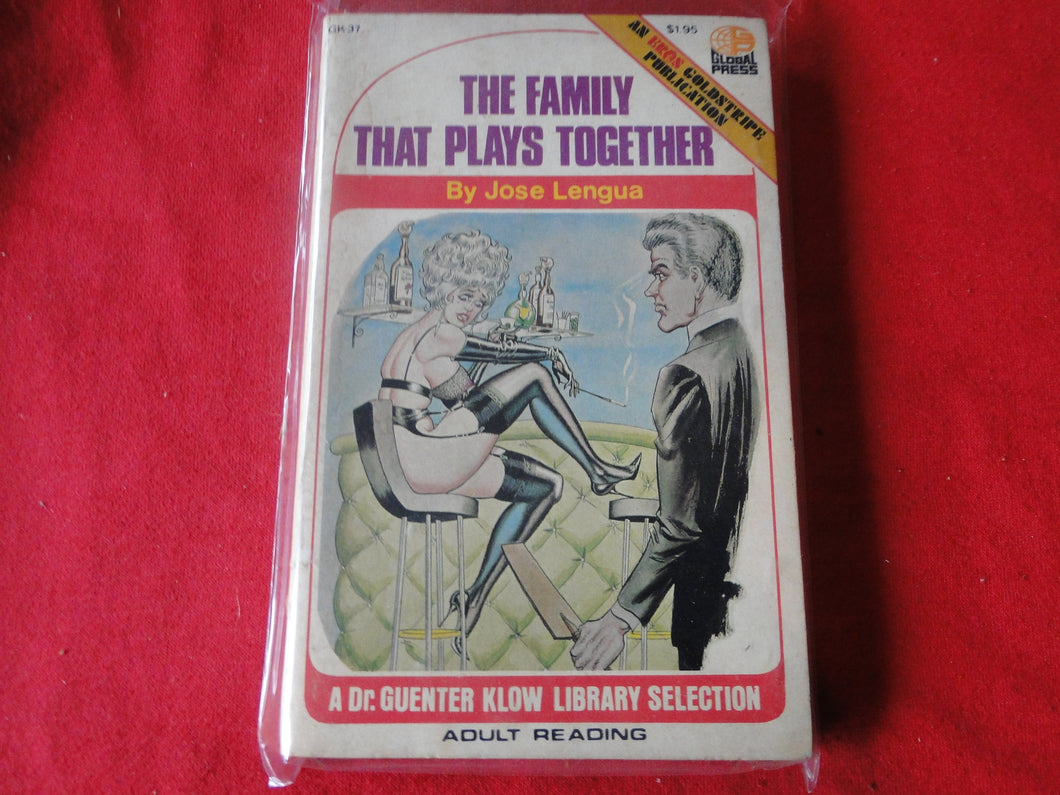 GK-37
$1.95
GLOBAL
PRESS
AN EROS GOLDSTRIPE
PUBLICATION
THE FAMILY
THAT PLAYS TOGETHER
By Jose Lengua
A Dr. GUENTER KLOW LIBRARY SELECTION
ADULT READING